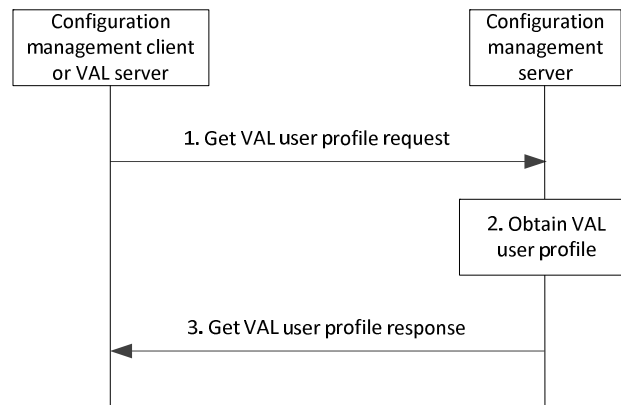 Configuration
management client
or VAL server
Configuration
management
server
1. Get VAL user profile request
2. Obtain VAL
user profile
3. Get VAL user profile response